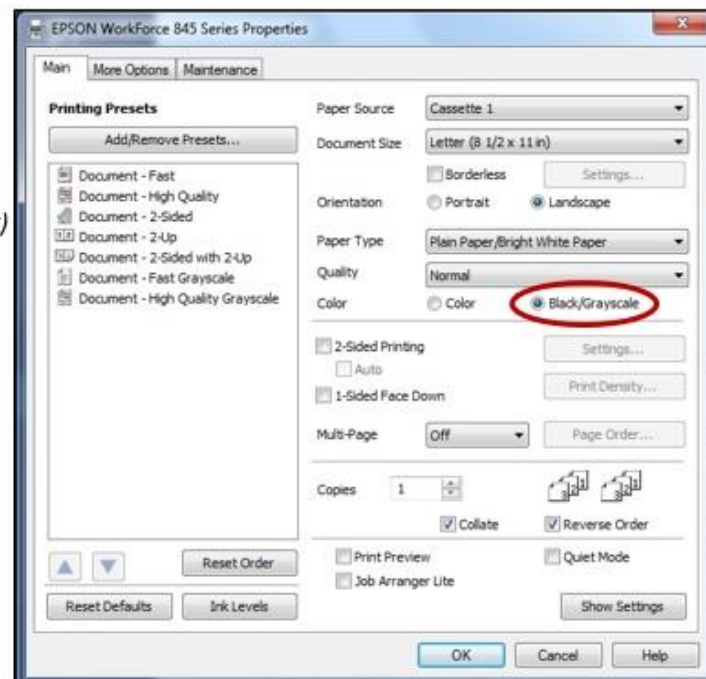 EPSON WorkForce 845 Series Properties
Main More Options Maintenance
Printing Presets
Add/Remove Presets...
Document - Fast
Document - High Quality
Document - 2-Sided
Document - 2-Up
Document - 2-Sided with 2-Up
Document - Fast Grayscale
Document - High Quality Grayscale
Reset Order
Reset Defaults Ink Levels
Paper Source Cassette 1
Document Size Letter (8 1/2 x 11 in)
Borderless Settings...
Orientation Portrait Landscape
Paper Type Plain Paper/Bright White Paper
Quality Normal
Color Color Black/Grayscale
2-Sided Printing Settings...
Auto
1-Sided Face Down Print Density...
Multi-Page Off Page Order...
Copies 1
Collate Reverse Order
Print Preview Quiet Mode
Job Arranger Lite
Show Settings
OK Cancel Help